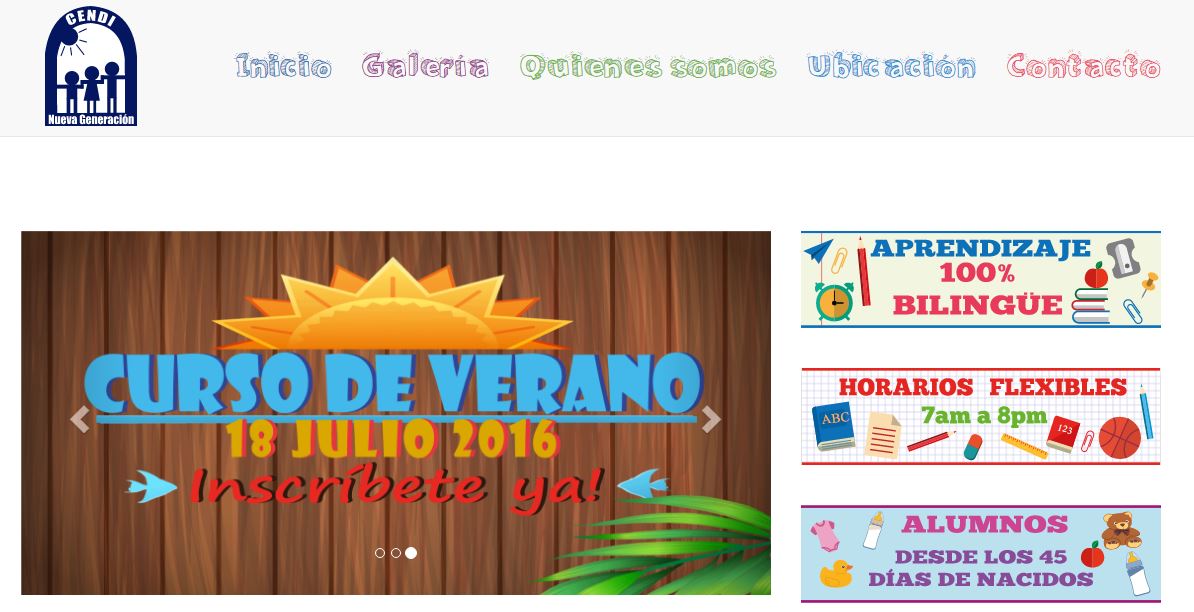 CENDI
Nueva Generación
Inicio Galería Quienes somos Ubicación Contacto
CURSO DE VERANO
18 JULIO 2016
Inscríbete ya!
APRENDIZAJE
100%
BILINGÜE
HORARIOS FLEXIBLES
7am a 8pm
ABC
123
ALUMNOS
DESDE LOS 45
DÍAS DE NACIDOS